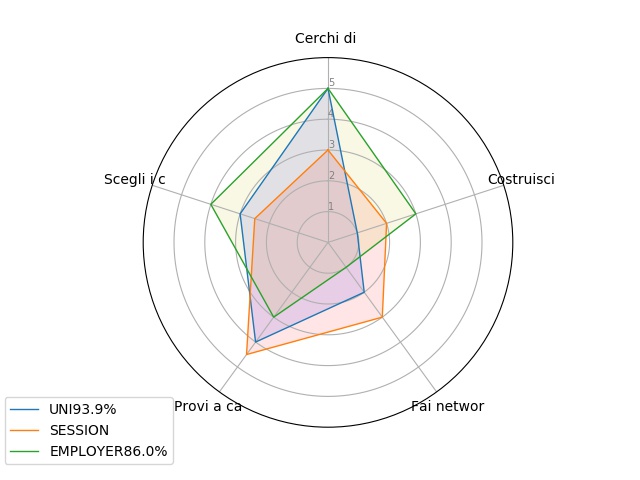 Cerchi di
5
4
3
2
1
Scegli i c
Costruisci
Provi a ca
Fai networ
UNI93.9%
SESSION
EMPLOYER86.0%